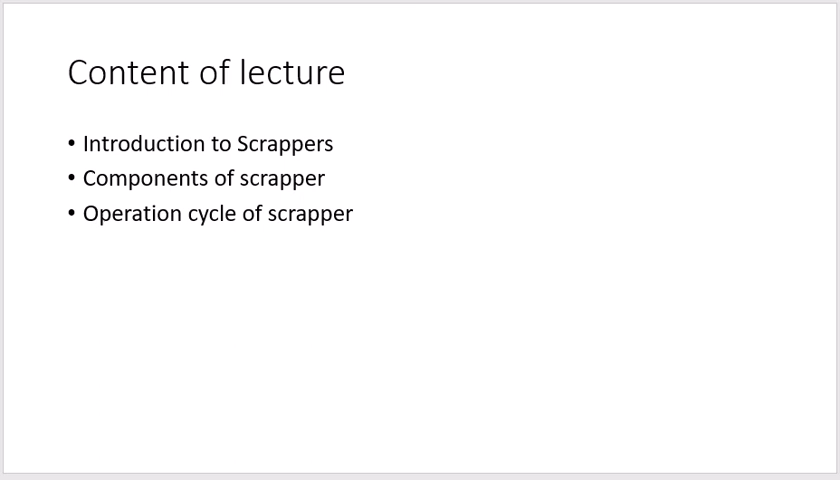 Content of lecture
• Introduction to Scrappers
• Components of scrapper
• Operation cycle of scrapper